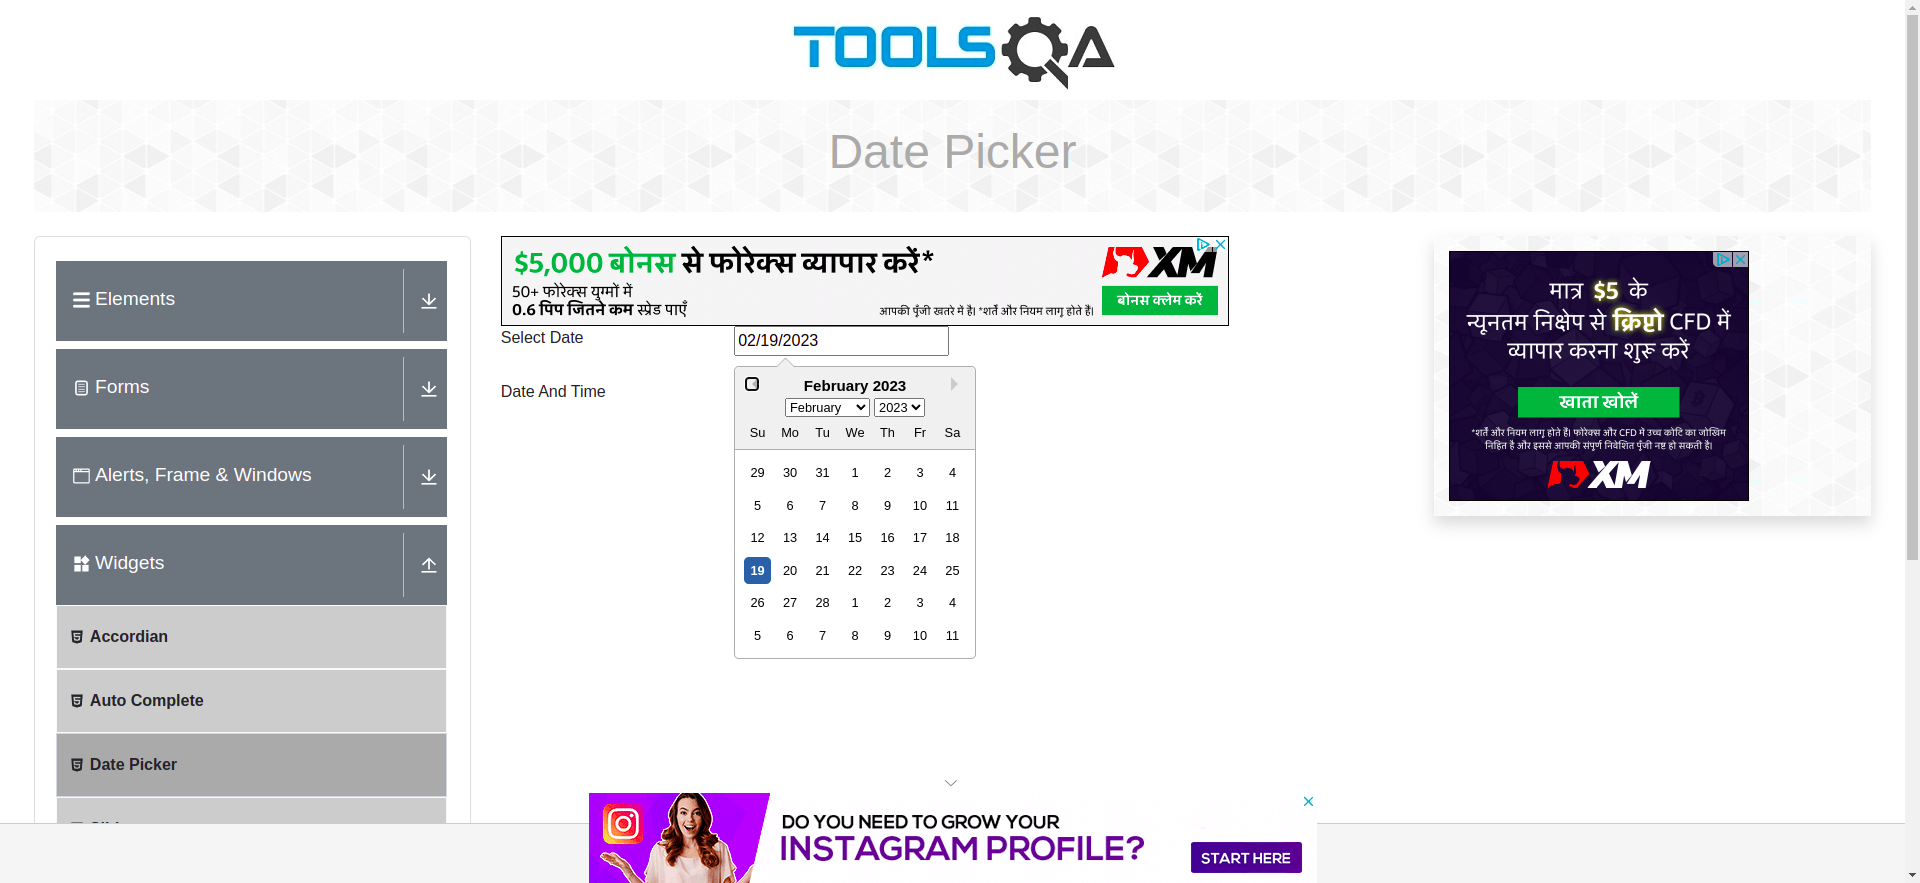 TOOLSQA
Date Picker
Elements
Forms
Alerts, Frame & Windows
Widgets
Accordian
Auto Complete
Date Picker
$5,000 बोनस से फोरेक्स व्यापार करें*
50+ फोरेक्स युग्मों में
0.6 पिप जितने कम स्प्रेड पाएँ
आपकी पूँजी खतरे में है। *शर्तें और नियम लागू होते हैं।
XM
बोनस क्लेम करें
Select Date
02/19/2023
Date And Time
February 2023
February 2023
Su Mo Tu We Th Fr Sa
29 30 31 1 2 3 4
5 6 7 8 9 10 11
12 13 14 15 16 17 18
19 20 21 22 23 24 25
26 27 28 1 2 3 4
5 6 7 8 9 10 11
मात्र $5 के
न्यूनतम निक्षेप से क्रिप्टो CFD में
व्यापार करना शुरू करें
खाता खोलें
*शर्तें और नियम लागू होते हैं। फोरेक्स और CFD में उच्च कोटि का जोखिम
निहित है और इससे आपकी संपूर्ण निवेशित पूँजी नष्ट हो सकती है।
XM
DO YOU NEED TO GROW YOUR
INSTAGRAM PROFILE?
START HERE